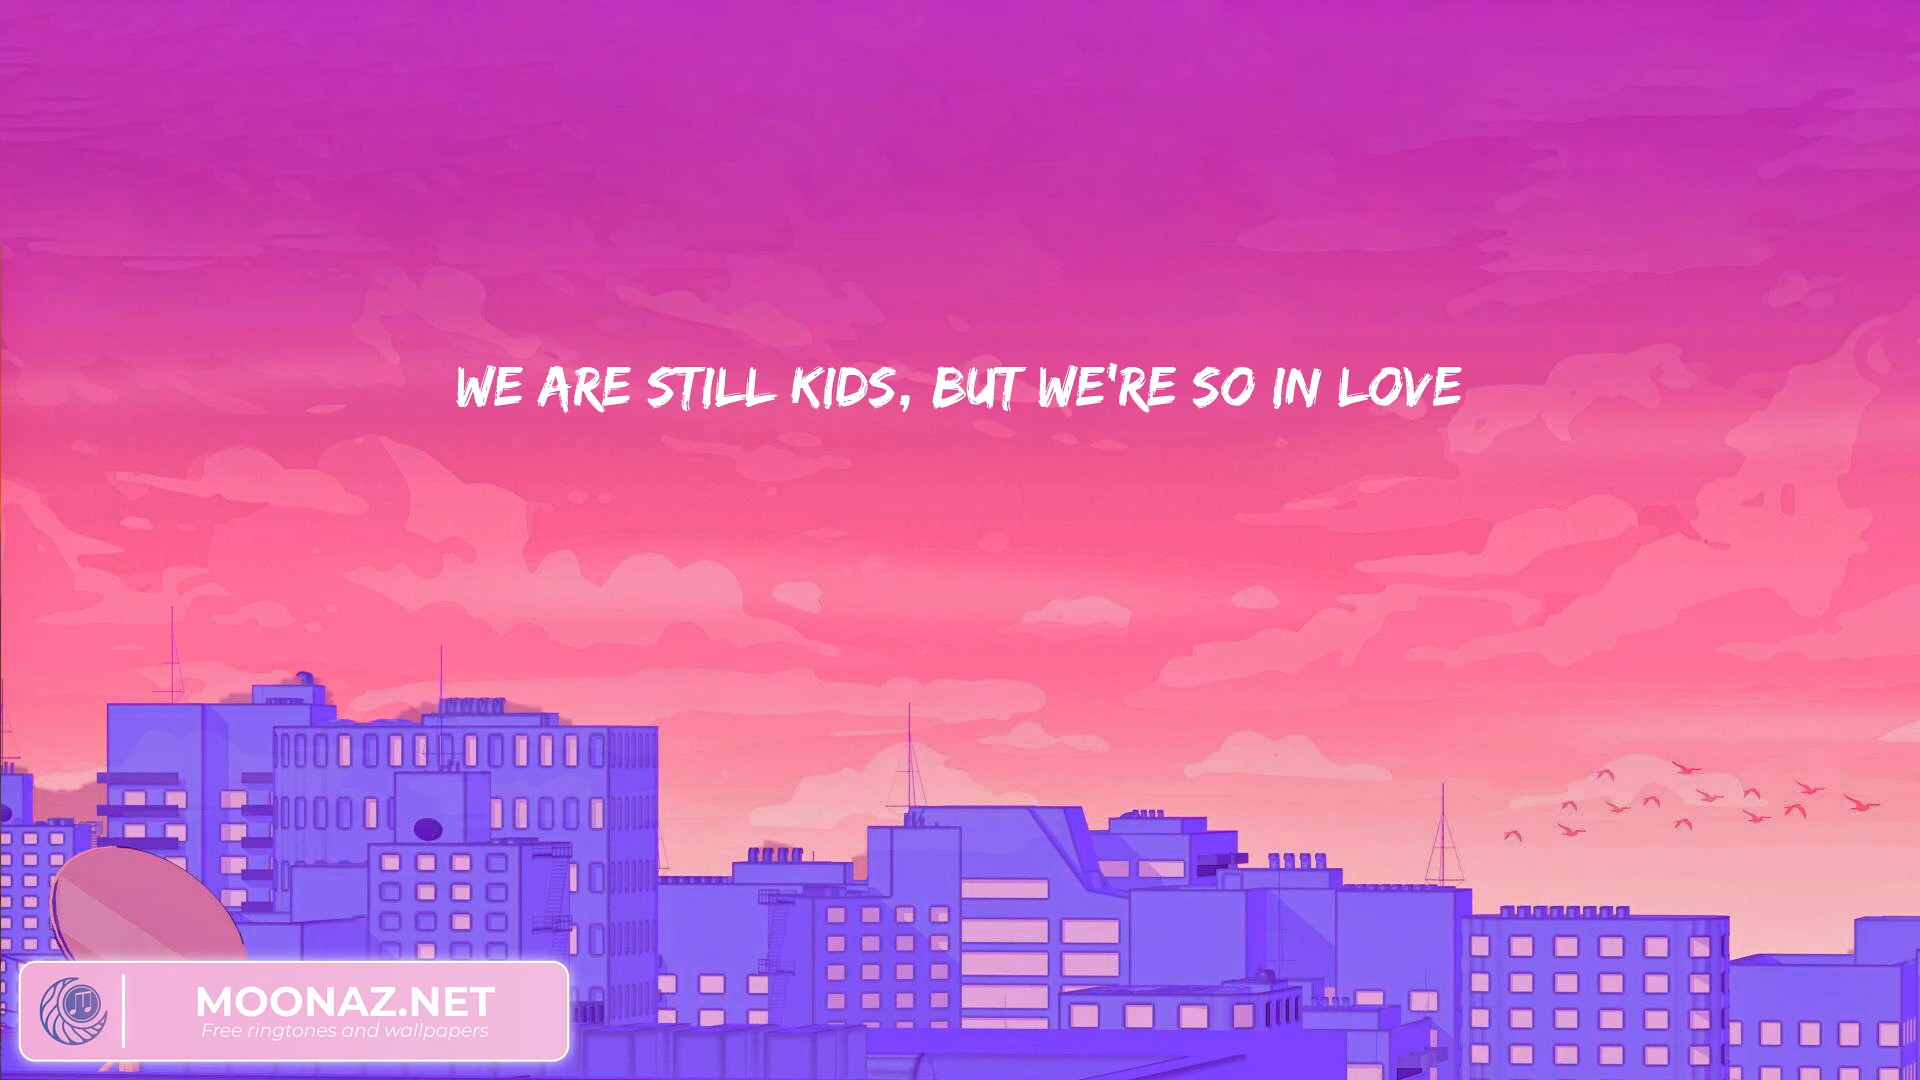 WE ARE STILL KIDS, BUT WE'RE SO IN LOVE
MOONAZ.NET
Free ringtones and wallpapers